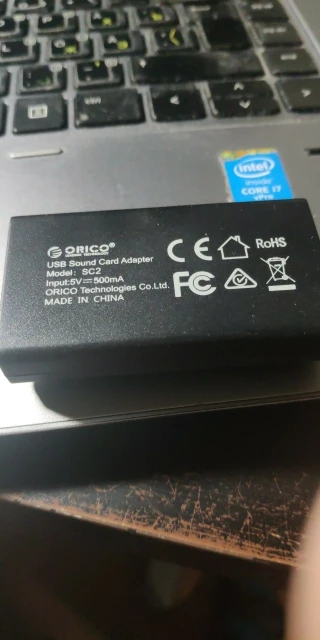 intel
inside
CORE i7
vPro
ORICO®
USB Sound Card Adapter
Model: SC2
Input:5V⎓500mA
ORICO Technologies Co.Ltd.
MADE IN CHINA
CE
RoHS
FC